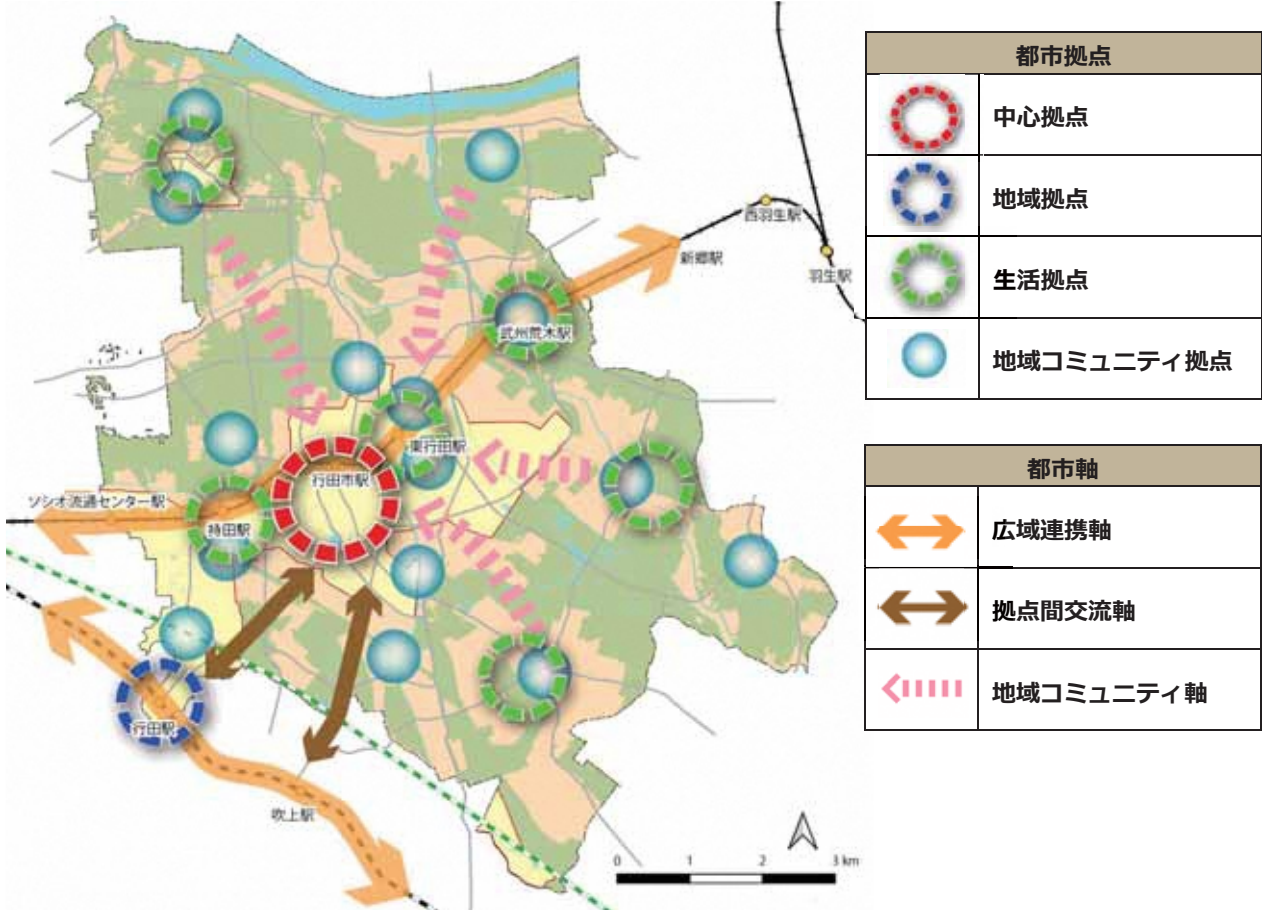 都市拠点
中心拠点
地域拠点
生活拠点
地域コミュニティ拠点
都市軸
広域連携軸
拠点間交流軸
地域コミュニティ軸
西羽生駅
新郷駅
羽生駅
武州荒木駅
東行田駅
行田市駅
ソシオ流通センター駅
持田駅
行田駅
吹上駅
0 1 2 3 km